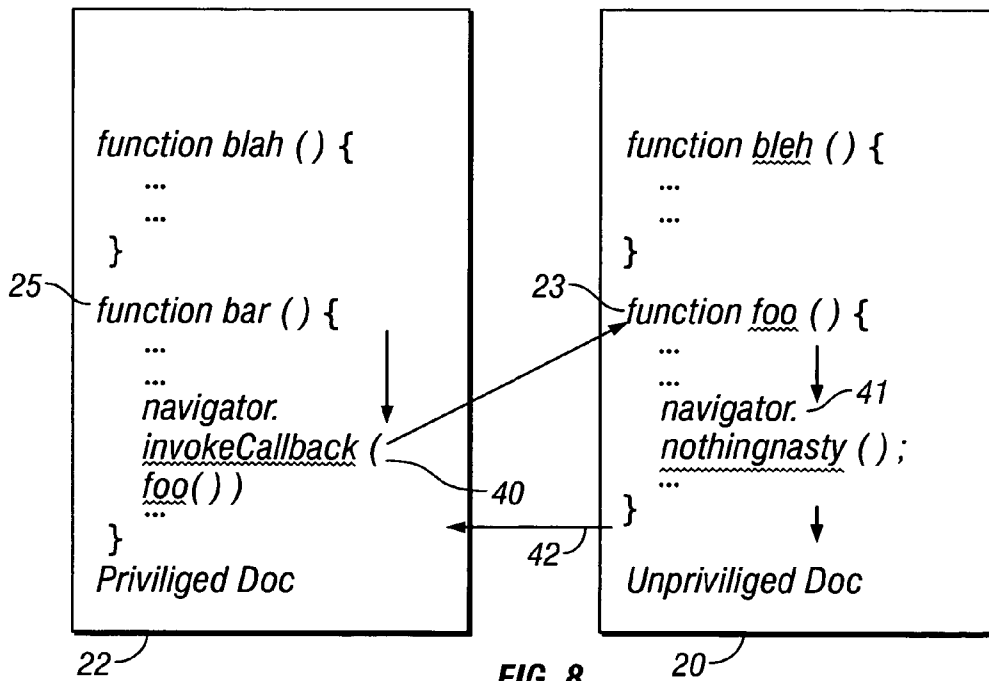 function blah () {
...
...
}
25
function bar () {
...
...
navigator.
invokeCallback (
foo())
...
}
40
Priviliged Doc
22
function bleh () {
...
...
}
23
function foo () {
...
...
navigator.
41
nothingnasty () ;
...
}
42
Unpriviliged Doc
20
FIG. 8